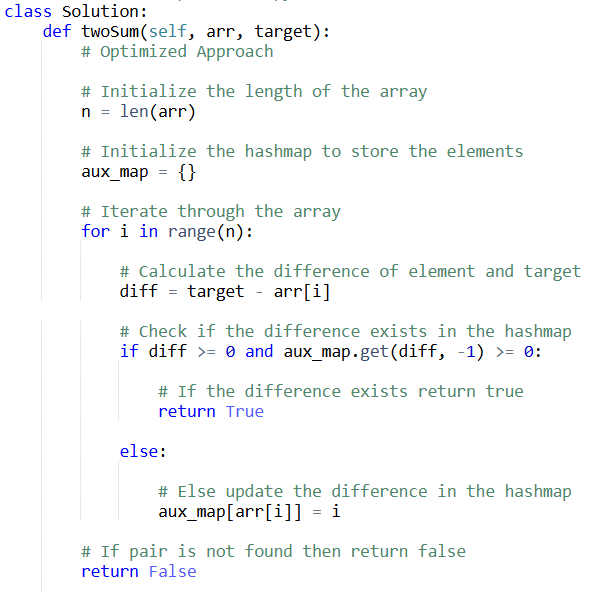 class Solution:
    def twoSum(self, arr, target):
        # Optimized Approach
        # Initialize the length of the array
        n = len(arr)
        # Initialize the hashmap to store the elements
        aux_map = {}
        # Iterate through the array
        for i in range(n):
            # Calculate the difference of element and target
            diff = target - arr[i]
            # Check if the difference exists in the hashmap
            if diff >= 0 and aux_map.get(diff, -1) >= 0:
                # If the difference exists return true
                return True
            else:
                # Else update the difference in the hashmap
                aux_map[arr[i]] = i
        # If pair is not found then return false
        return False